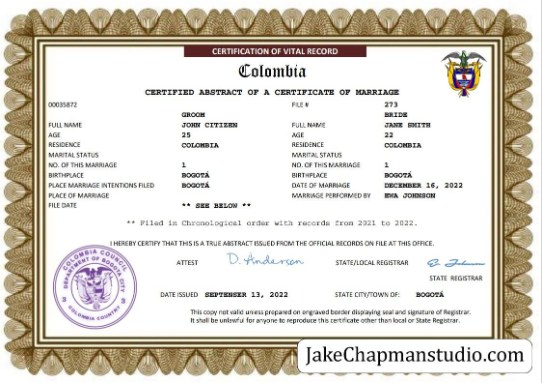 CERTIFICATION OF VITAL RECORD
Colombia
CERTIFIED ABSTRACT OF A CERTIFICATE OF MARRIAGE
00035872 FILE # 273
GROOM BRIDE
FULL NAME JOHN CITIZEN FULL NAME JANE SMITH
AGE 25 AGE 22
RESIDENCE COLOMBIA RESIDENCE COLOMBIA
MARITAL STATUS MARITAL STATUS
NO. OF THIS MARRIAGE 1 NO. OF THIS MARRIAGE 1
BIRTHPLACE BOGOTÁ BIRTHPLACE BOGOTÁ
PLACE MARRIAGE INTENTIONS FILED BOGOTÁ DATE OF MARRIAGE DECEMBER 16, 2022
PLACE OF MARRIAGE MARRIAGE PERFORMED BY EWA JOHNSON
FILE DATE ** SEE BELOW **
** Filed in Chronological order with records from 2021 to 2022.
I HEREBY CERTIFY THAT THIS IS A TRUE ABSTRACT ISSUED FROM THE OFFICIAL RECORDS ON FILE AT THIS OFFICE.
ATTEST D. Anderson STATE/LOCAL REGISTRAR
STATE REGISTRAR
COLOMBIA COUNCIL
DEPARTMENT OF BOGOTA CITY
COLOMBIA COUNTRY
DATE ISSUED SEPTENSER 13, 2022 STATE CITY/TOWN OF: BOGOTÁ
This copy not valid unless prepared on engraved border displaying seal and signature of Registrar.
It shall be unlawful for anyone to reproduce this certificate other than local or State Registrar.
JakeChapmanstudio.com